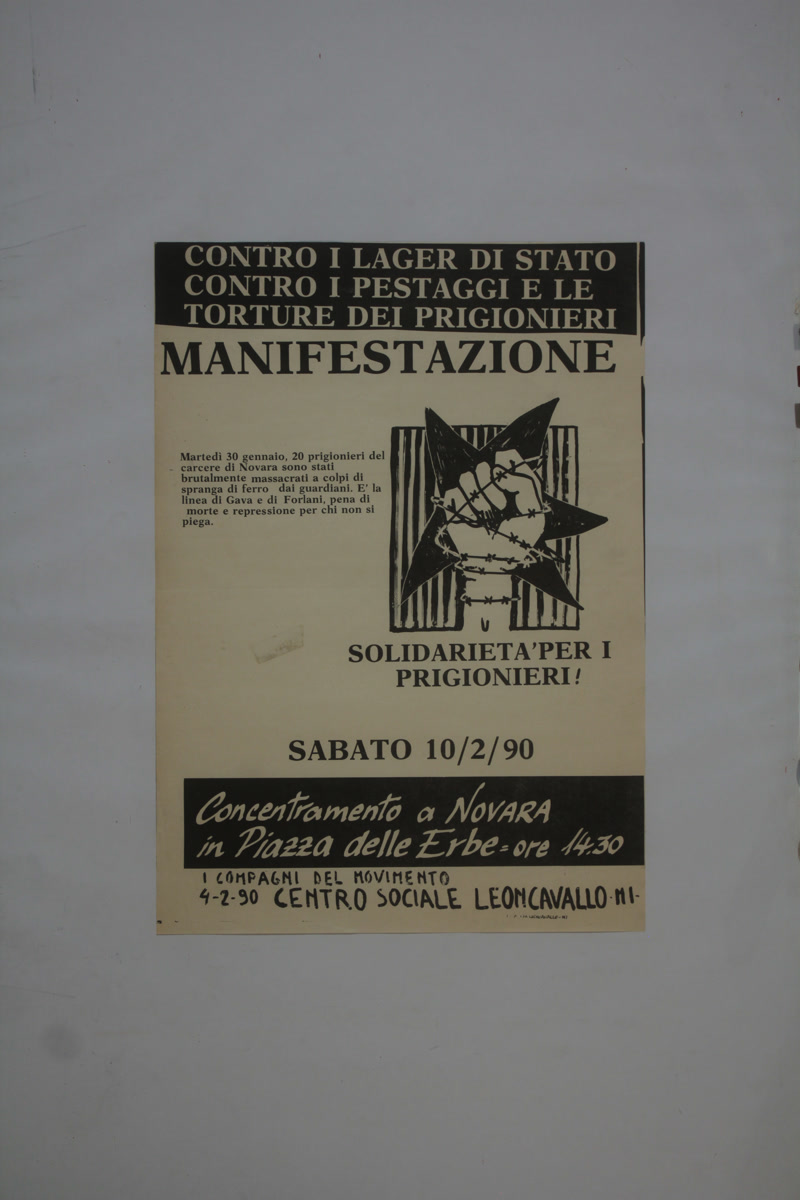 CONTRO I LAGER DI STATO
CONTRO I PESTAGGI E LE
TORTURE DEI PRIGIONIERI
MANIFESTAZIONE
Martedì 30 gennaio, 20 prigionieri del
carcere di Novara sono stati
brutalmente massacrati a colpi di
spranga di ferro dai guardiani. E' la
linea di Gava e di Forlani, pena di
morte e repressione per chi non si
piega.
SOLIDARIETA' PER I
PRIGIONIERI!
SABATO 10/2/90
Concentramento a NOVARA
in Piazza delle Erbe = ore 14.30
I COMPAGNI DEL MOVIMENTO
4-2-90 CENTRO SOCIALE LEONCAVALLO-MI-